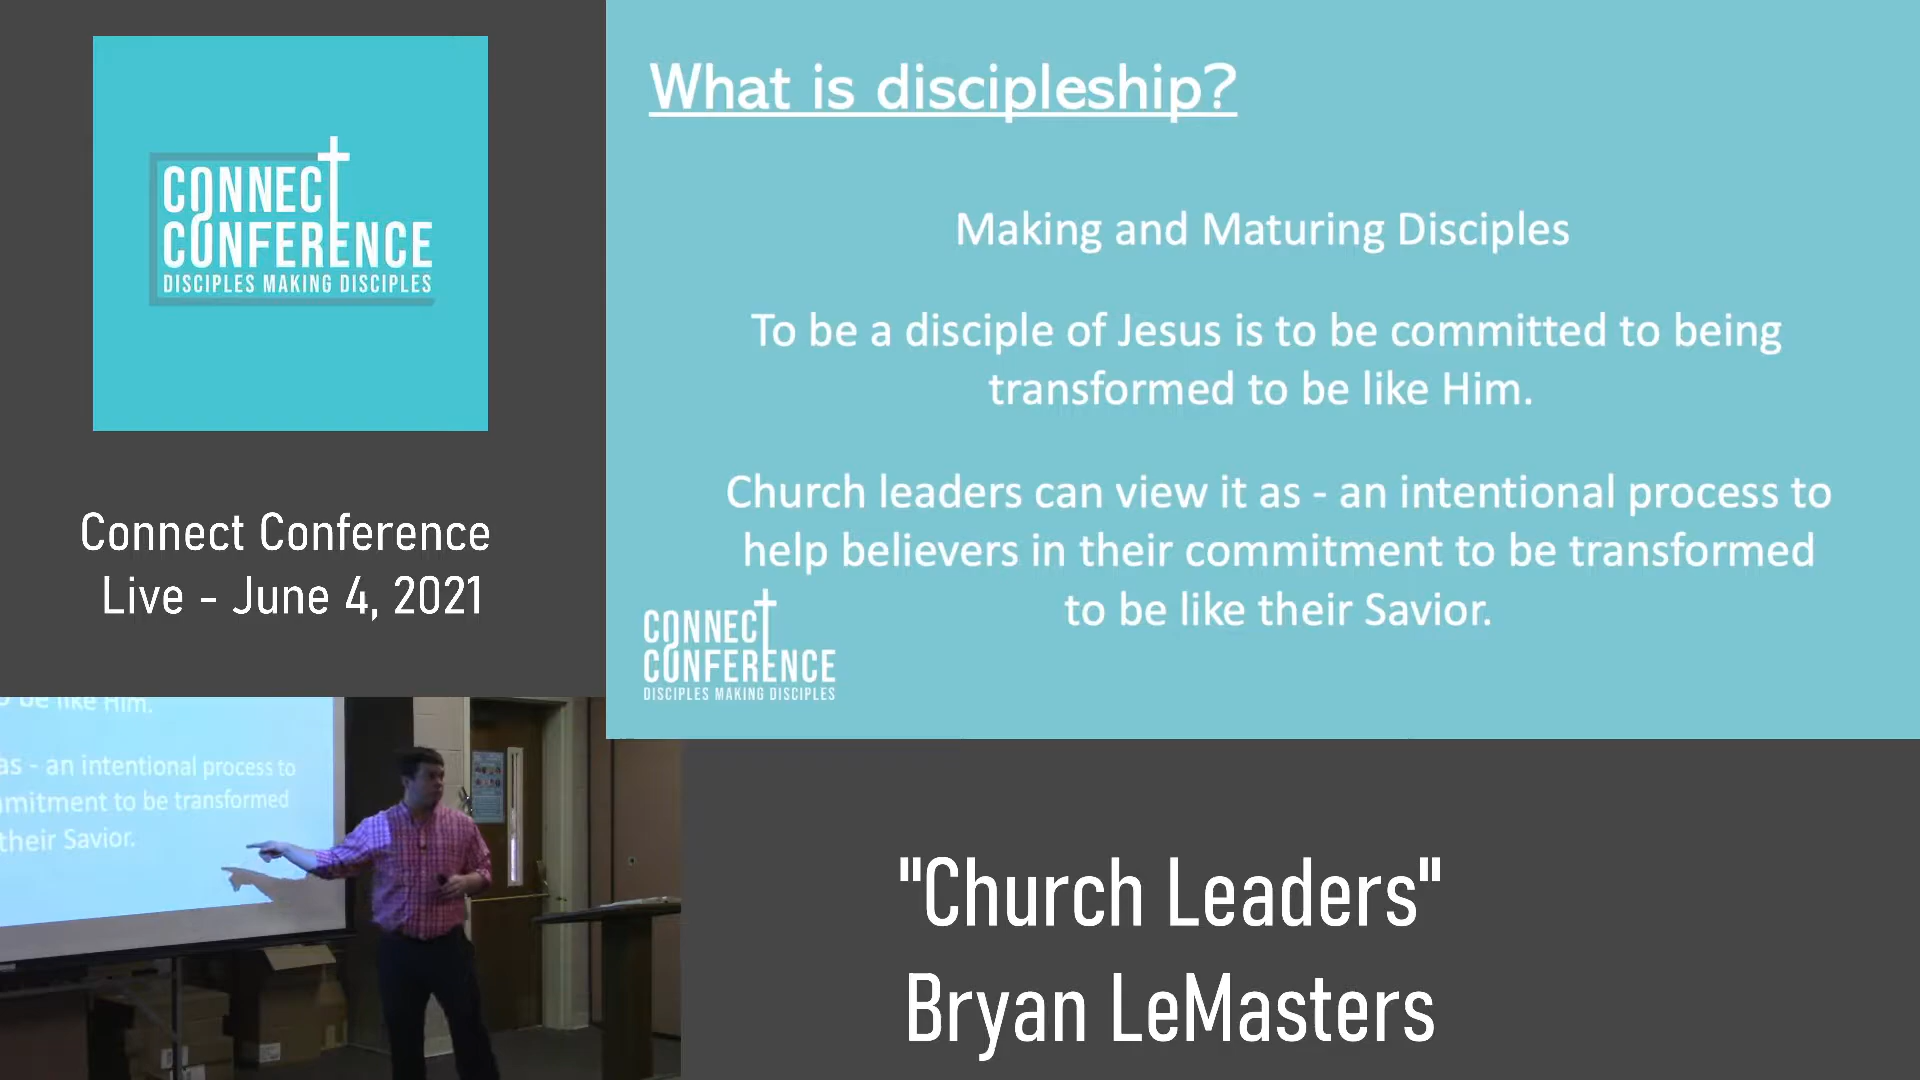 CONNECT
CONFERENCE
DISCIPLES MAKING DISCIPLES
Connect Conference
Live - June 4, 2021
What is discipleship?
Making and Maturing Disciples
To be a disciple of Jesus is to be committed to being
transformed to be like Him.
Church leaders can view it as - an intentional process to
help believers in their commitment to be transformed
to be like their Savior.
CONNECT
CONFERENCE
DISCIPLES MAKING DISCIPLES
be like Him.
as - an intentional process to
mitment to be transformed
their Savior.
"Church Leaders"
Bryan LeMasters